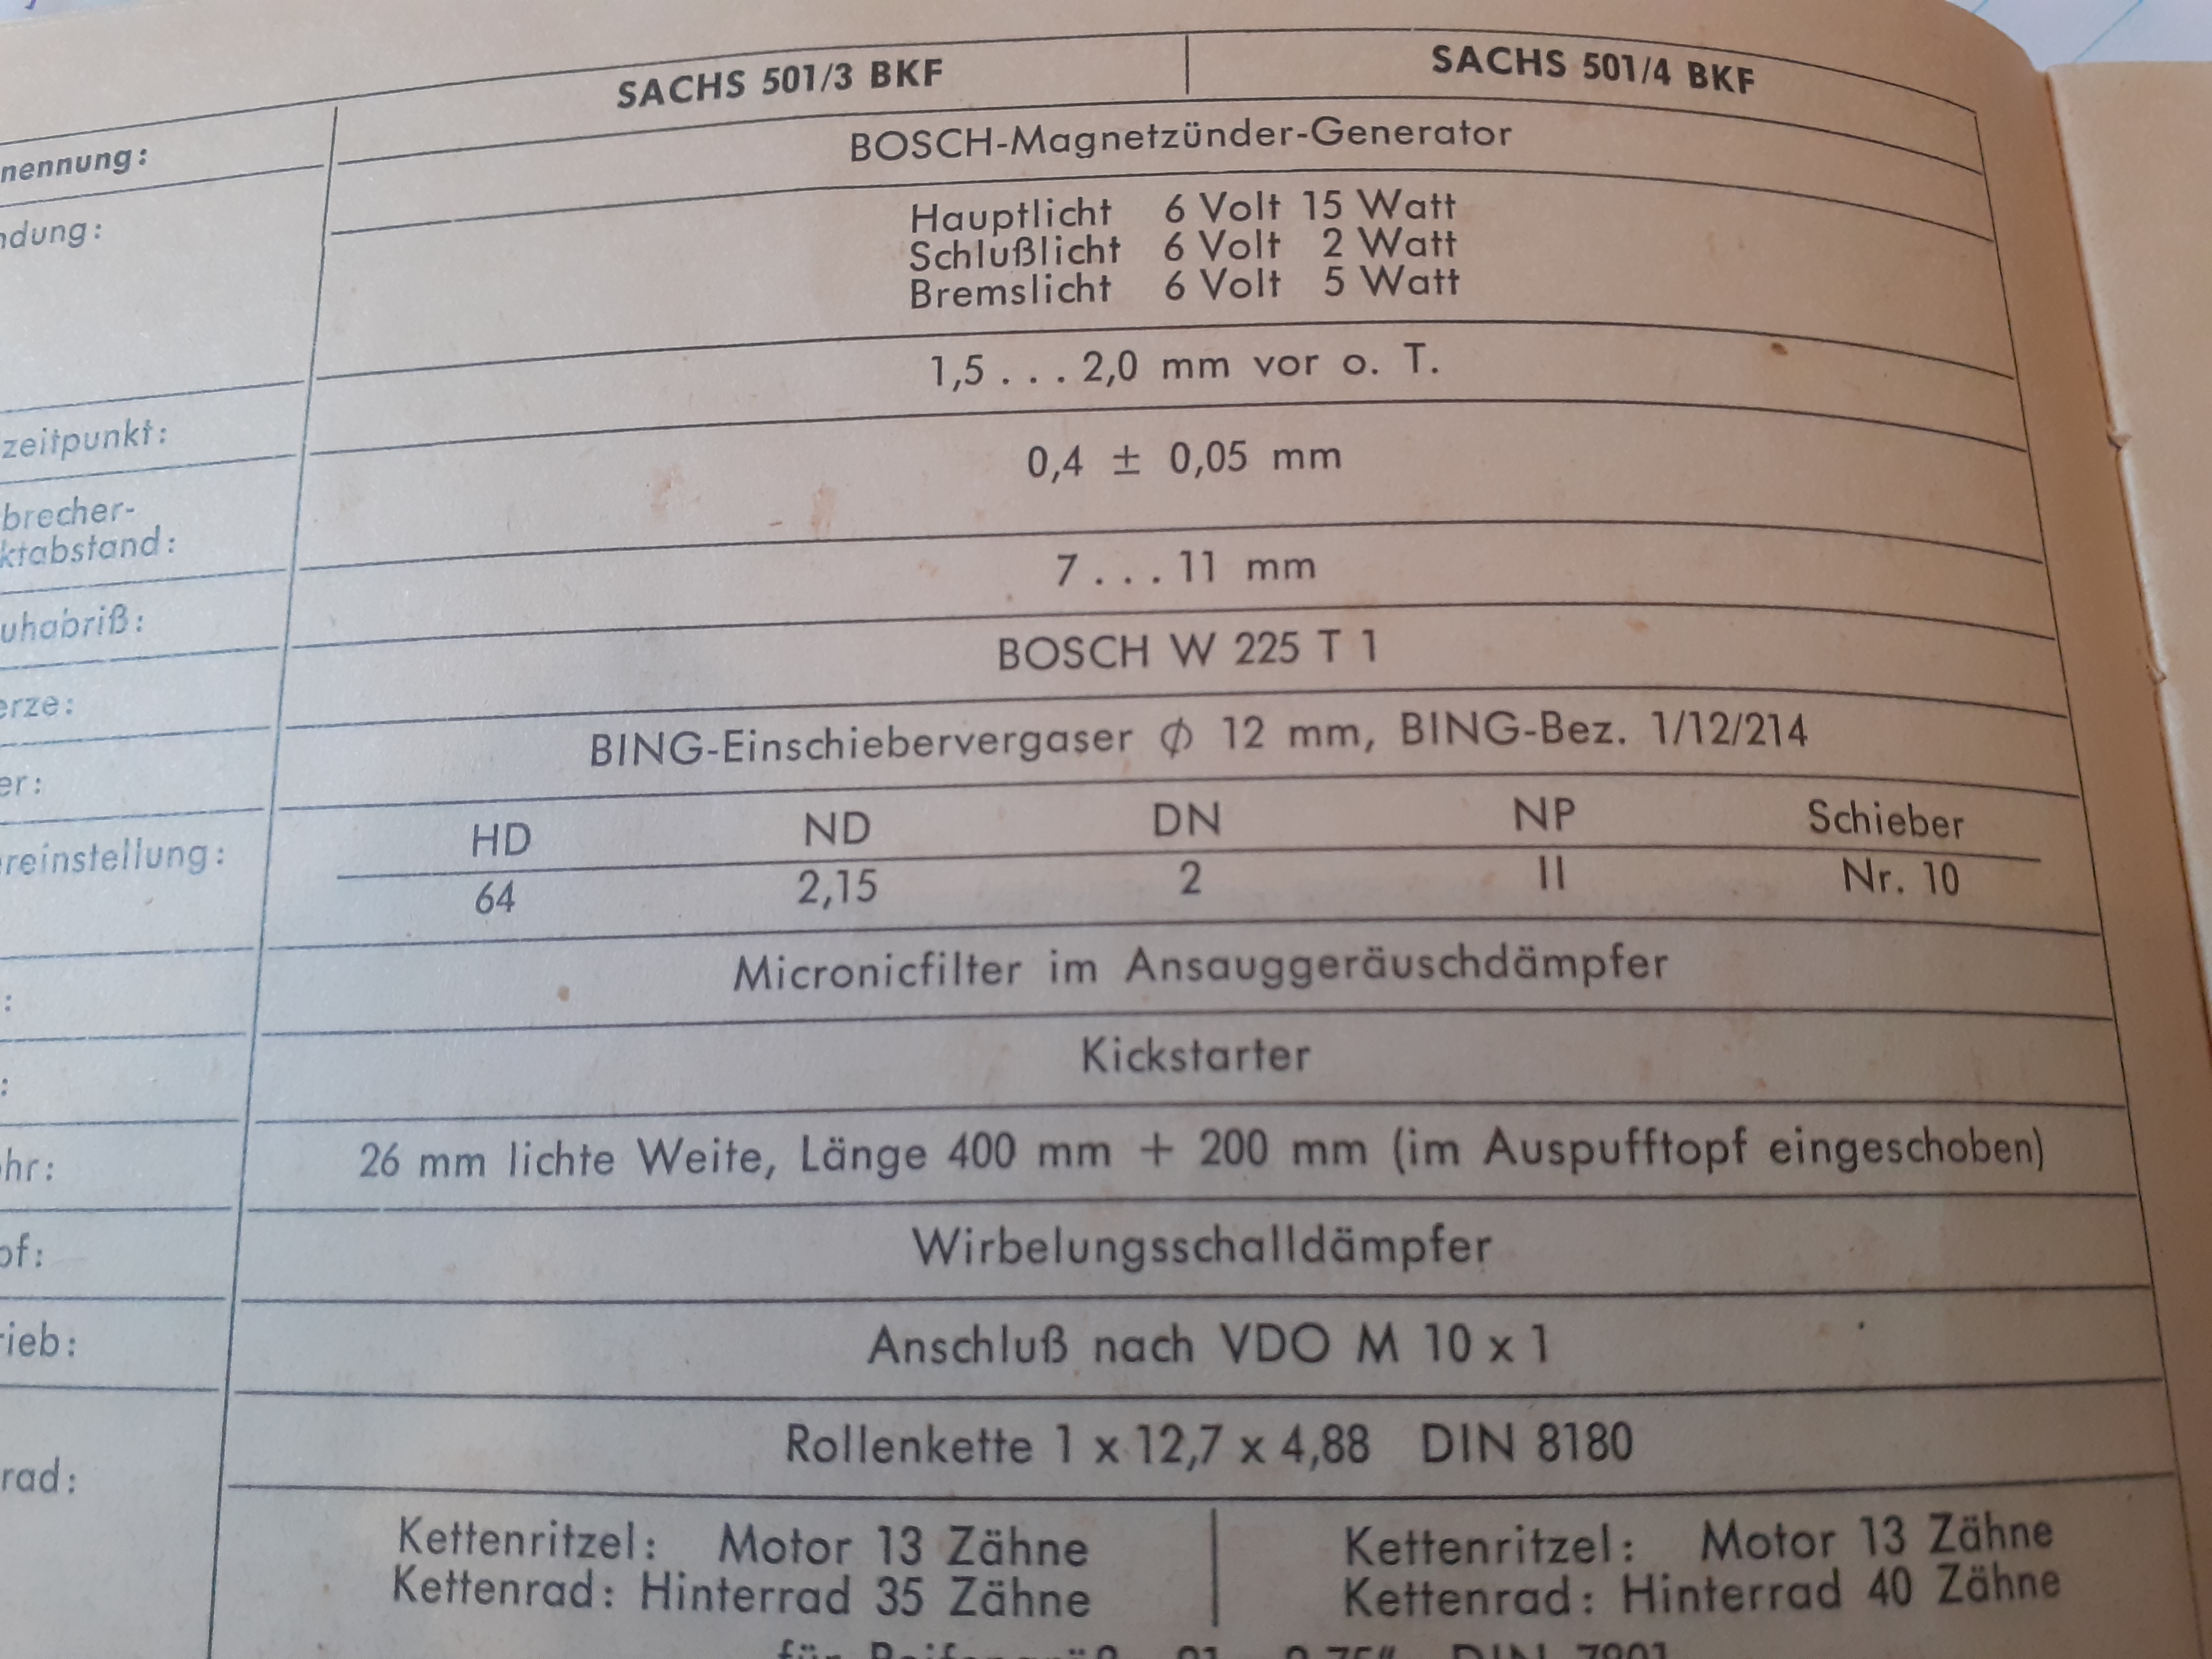 SACHS 501/3 BKF SACHS 501/4 BKF
nennung: BOSCH-Magnetzünder-Generator
ndung: Hauptlicht 6 Volt 15 Watt
Schlußlicht 6 Volt 2 Watt
Bremslicht 6 Volt 5 Watt
zeitpunkt: 1,5 . . . 2,0 mm vor o. T.
brecher-
ktabstand: 0,4 ± 0,05 mm
uhabriß: 7 . . . 11 mm
erze: BOSCH W 225 T 1
er: BING-Einschiebervergaser ϕ 12 mm, BING-Bez. 1/12/214
reinstellung: HD ND DN NP Schieber
64 2,15 2 II Nr. 10
: Micronicfilter im Ansauggeräuschdämpfer
: Kickstarter
hr: 26 mm lichte Weite, Länge 400 mm + 200 mm (im Auspufftopf eingeschoben)
of: Wirbelungsschalldämpfer
rieb: Anschluß nach VDO M 10 x 1
rad: Rollenkette 1 x 12,7 x 4,88 DIN 8180
Kettenritzel: Motor 13 Zähne Kettenritzel: Motor 13 Zähne
Kettenrad: Hinterrad 35 Zähne Kettenrad: Hinterrad 40 Zähne